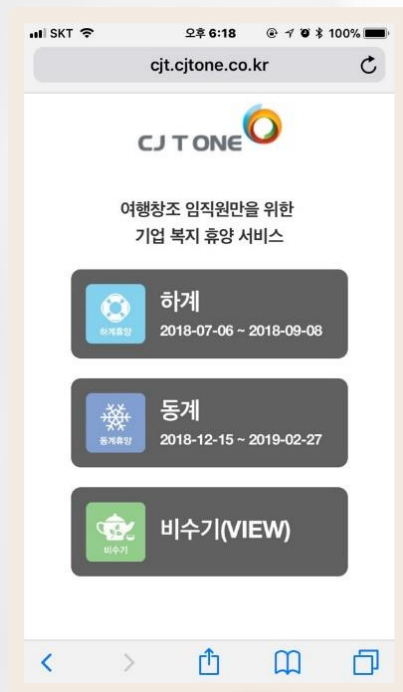 SKT 오후 6:18 100%
cjt.cjtone.co.kr
CJ T ONE
여행창조 임직원만을 위한
기업 복지 휴양 서비스
하계
하계휴양
2018-07-06 ~ 2018-09-08
동계
동계휴양
2018-12-15 ~ 2019-02-27
비수기(VIEW)
비수기